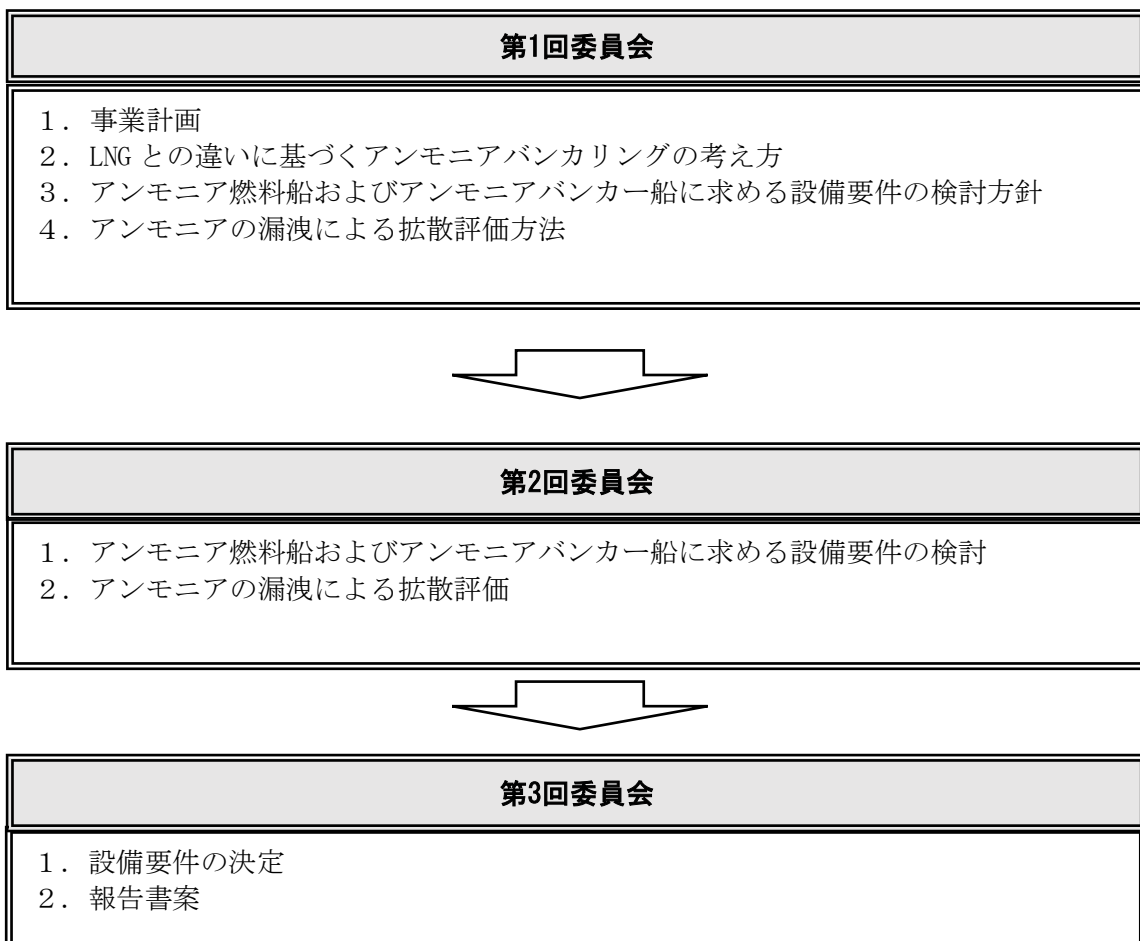 第1回委員会
１．事業計画
２．LNG との違いに基づくアンモニアバンカリングの考え方
３．アンモニア燃料船およびアンモニアバンカー船に求める設備要件の検討方針
４．アンモニアの漏洩による拡散評価方法
第2回委員会
１．アンモニア燃料船およびアンモニアバンカー船に求める設備要件の検討
２．アンモニアの漏洩による拡散評価
第3回委員会
１．設備要件の決定
２．報告書案